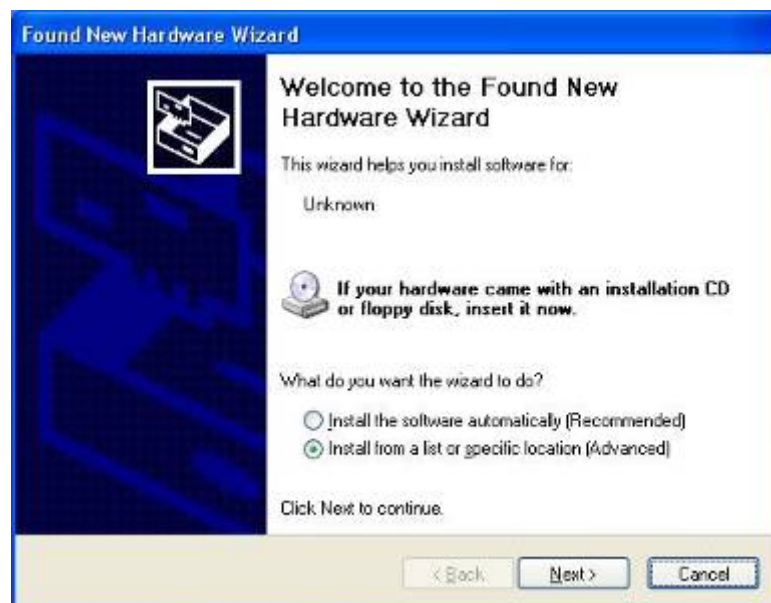 Found New Hardware Wizard
Welcome to the Found New
Hardware Wizard
This wizard helps you install software for:
Unknown
If your hardware came with an installation CD
or floppy disk, insert it now.
What do you want the wizard to do?
Install the software automatically (Recommended)
Install from a list or specific location (Advanced)
Click Next to continue.
< Back Next > Cancel